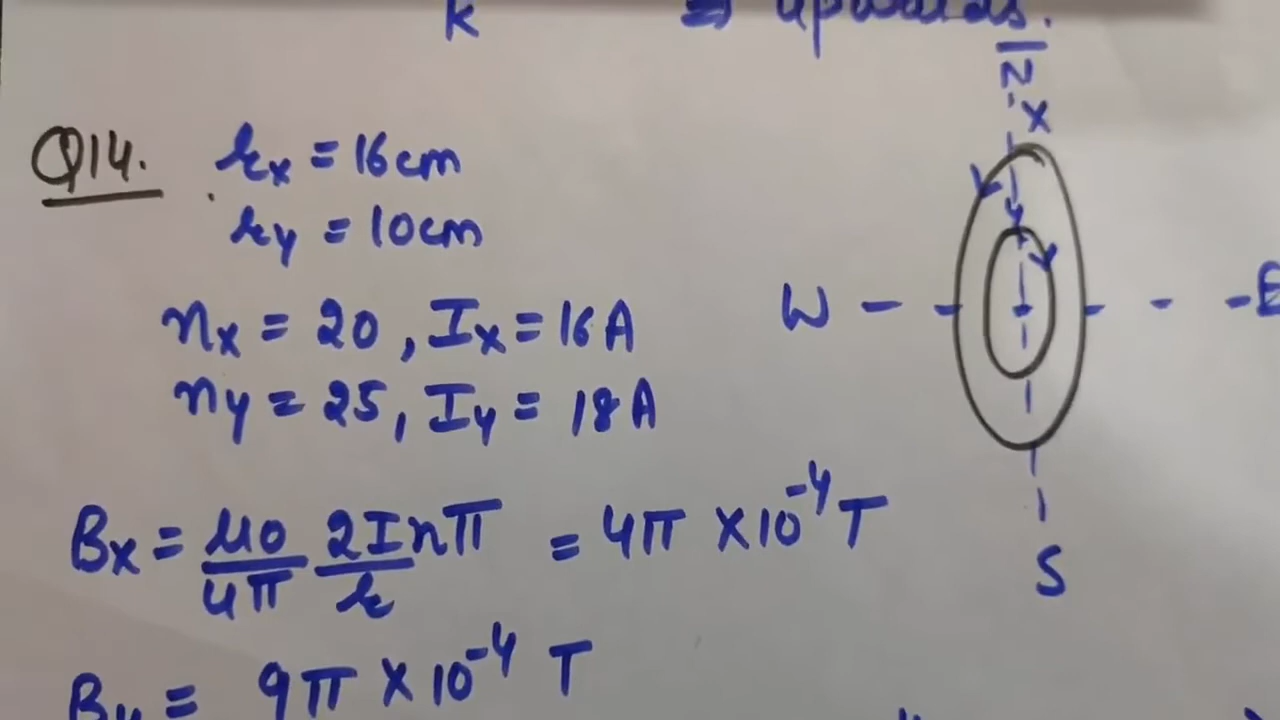 k ⇒ upwards.
N
X
Q14. rx = 16cm
Y
ry = 10cm
W E
nx = 20, Ix = 16A
ny = 25, Iy = 18A
Bx = μ0/4π 2Inπ/r = 4π × 10^-4 T
S
By = 9π × 10^-4 T